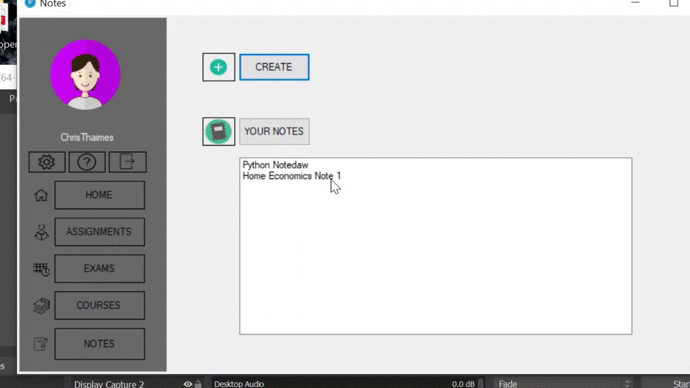 Notes
CREATE
YOUR NOTES
Python Notedaw
Home Economics Note 1
Chris Thaimes
HOME
ASSIGNMENTS
EXAMS
COURSES
NOTES
Display Capture 2
Desktop Audio
0.0 dB
Fade